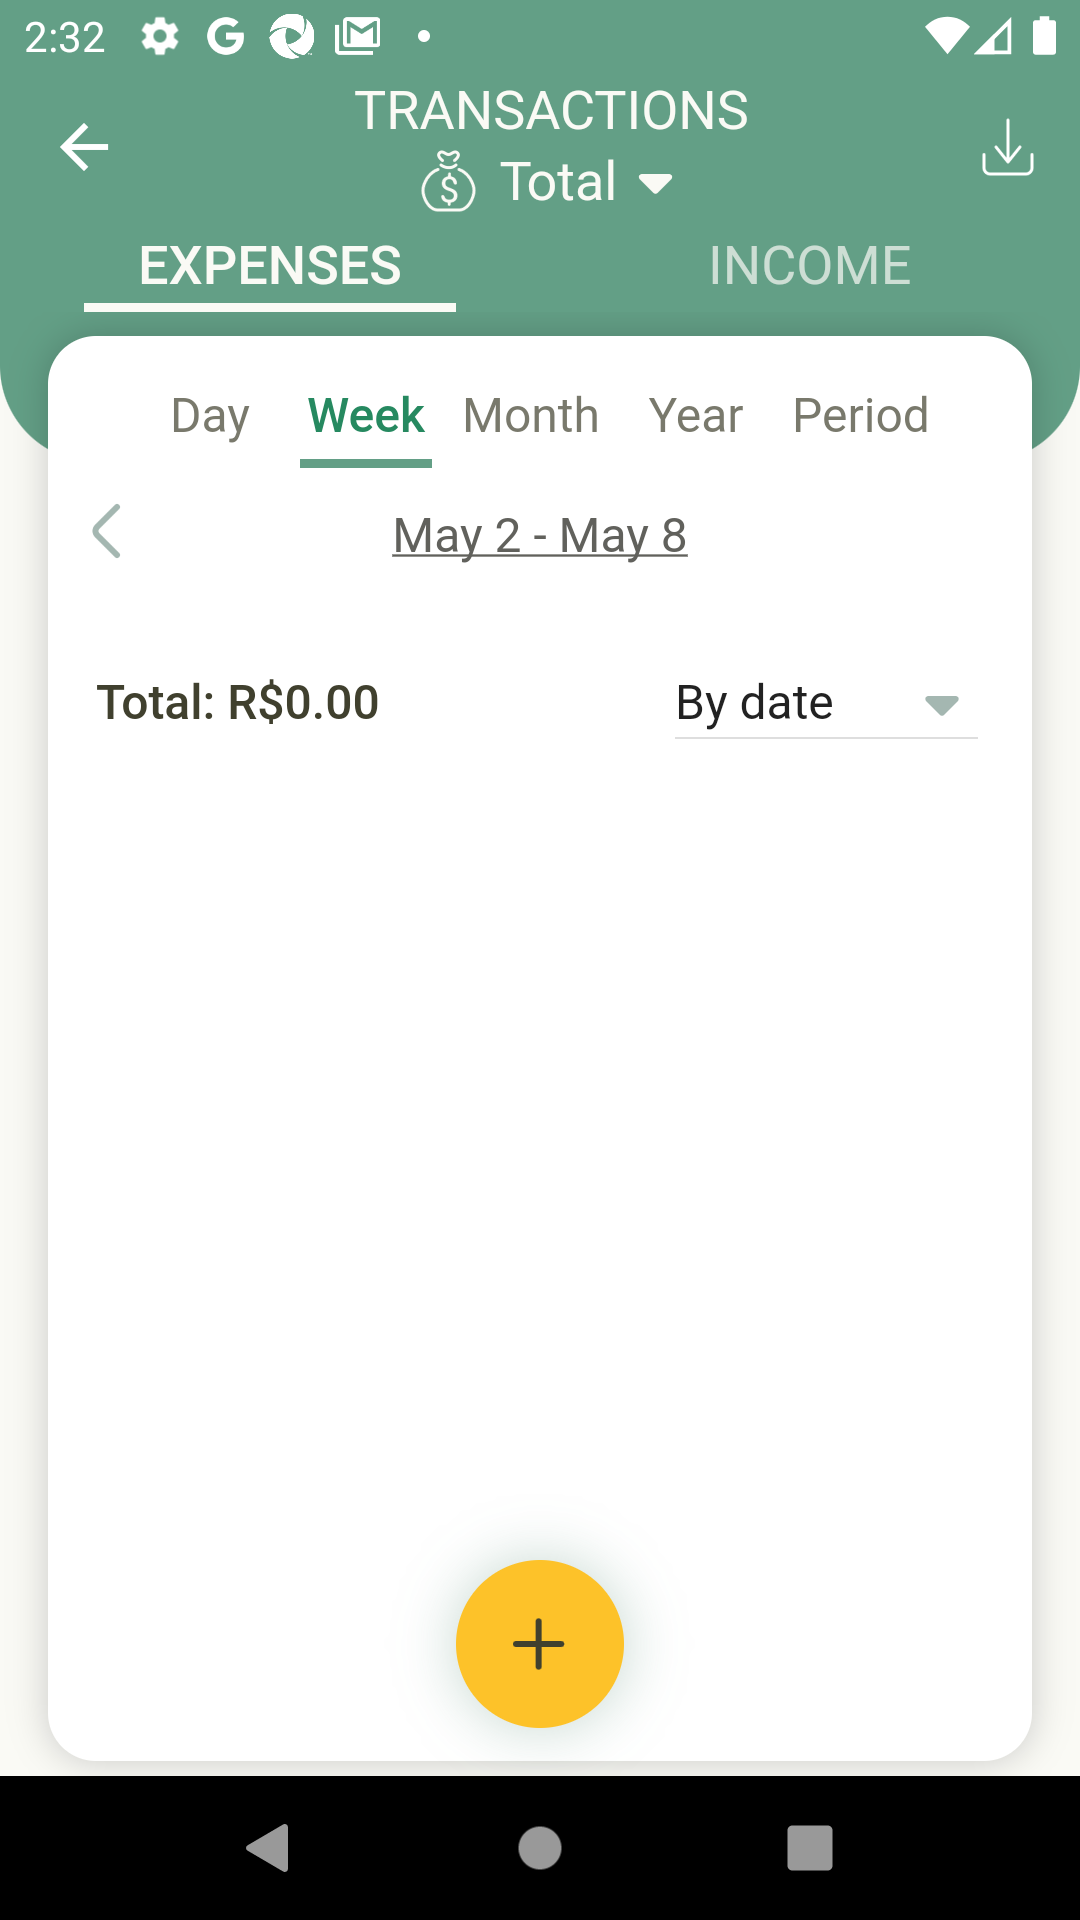 2:32
TRANSACTIONS
Total
EXPENSES INCOME
Day Week Month Year Period
May 2 - May 8
Total: R$0.00 By date